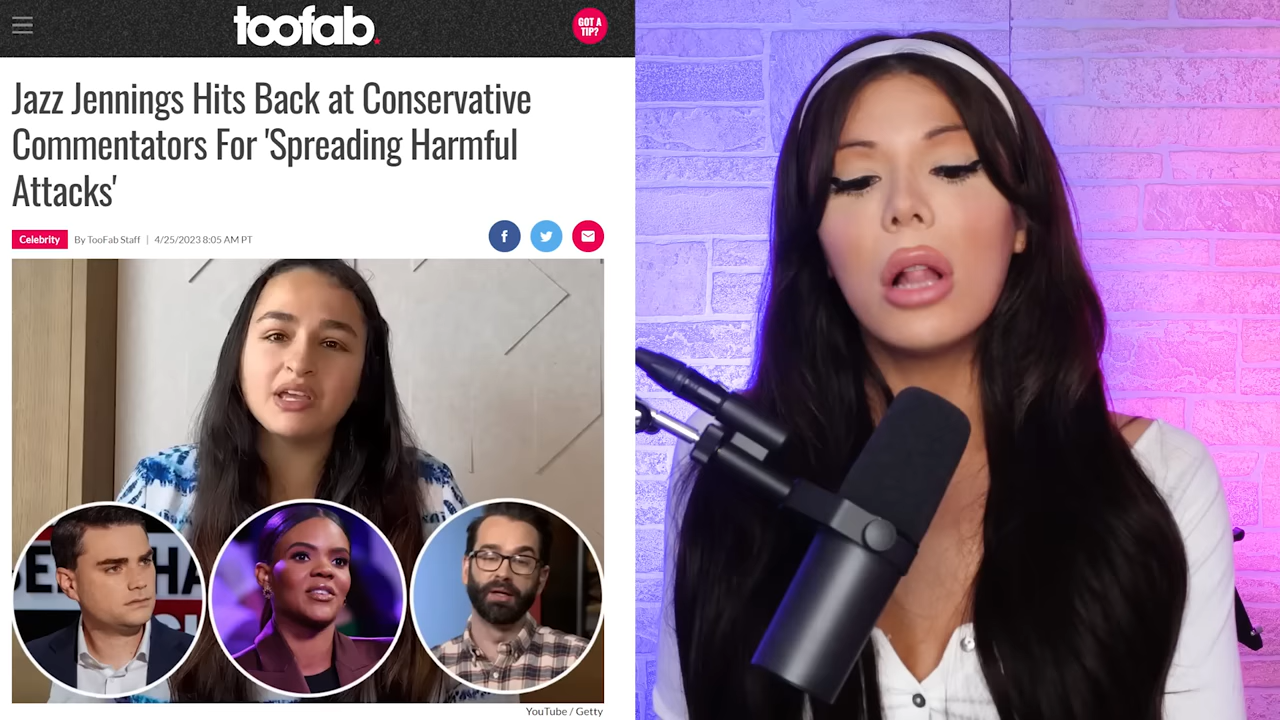 toofab
GOT A
TIP?
Jazz Jennings Hits Back at Conservative
Commentators For 'Spreading Harmful
Attacks'
Celebrity By TooFab Staff | 4/25/2023 8:05 AM PT
YouTube / Getty